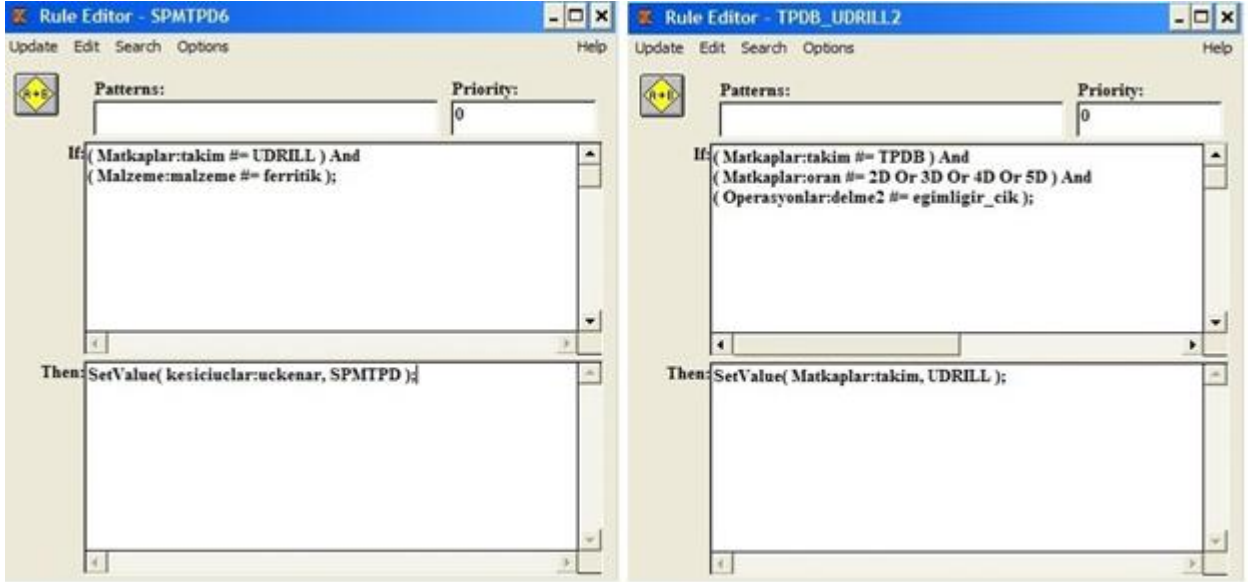 Rule Editor - SPMTPD6
Update Edit Search Options Help
Patterns: Priority:
0
If: ( Matkaplar:takim #= UDRILL ) And
( Malzeme:malzeme #= ferritik );
Then: SetValue( kesiciuclar:uckenar, SPMTPD );
Rule Editor - TPDB_UDRILL2
Update Edit Search Options Help
Patterns: Priority:
0
If: ( Matkaplar:takim #= TPDB ) And
( Matkaplar:oran #= 2D Or 3D Or 4D Or 5D ) And
( Operasyonlar:delme2 #= egimligir_cik );
Then: SetValue( Matkaplar:takim, UDRILL );